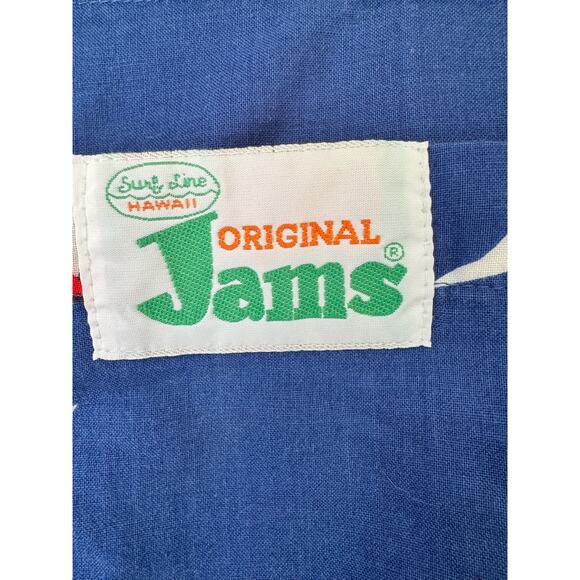 Surf Line
HAWAII
ORIGINAL
Jams®